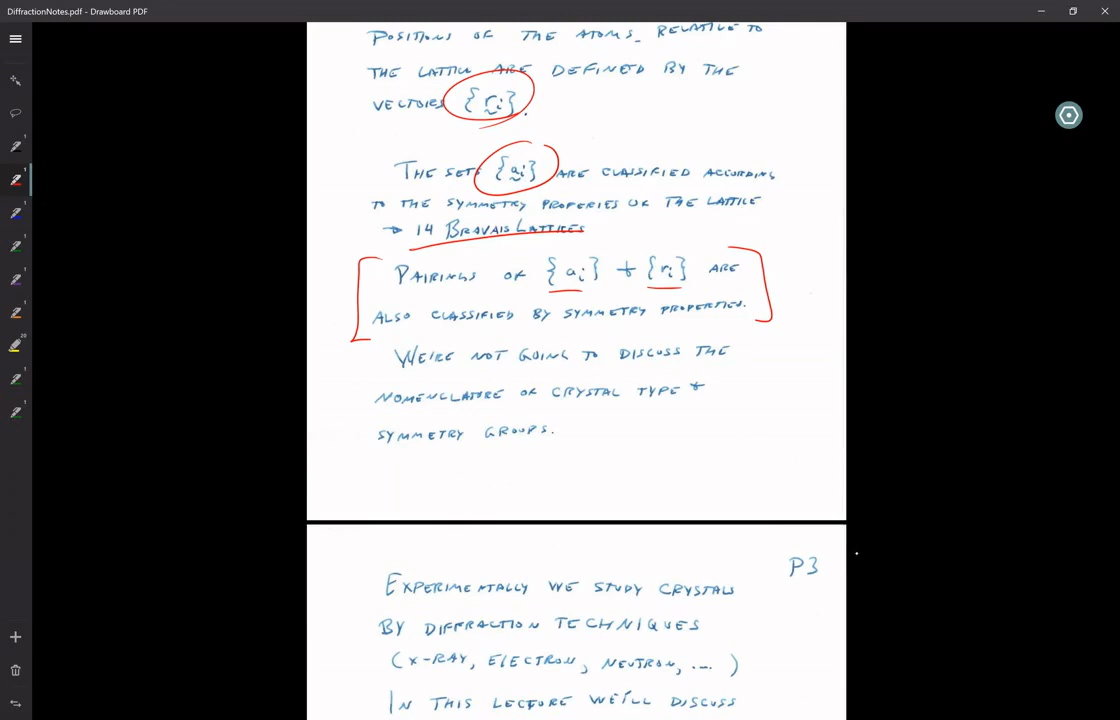 DiffractionNotes.pdf - Drawboard PDF
POSITIONS OF THE ATOMS RELATIVE TO
THE LATTICE ARE DEFINED BY THE
VECTORS {ri}.
THE SETS {ai} ARE CLASSIFIED ACCORDING
TO THE SYMMETRY PROPERIES OF THE LATTICE
→ 14 BRAVAIS LATTICES
PAIRINGS OF {ai} + {ri} ARE
ALSO CLASSIFIED BY SYMMETRY PROPERTIES.
WE'RE NOT GOING TO DISCUSS THE
NOMENCLATURE OF CRYSTAL TYPE +
SYMMETRY GROUPS.
P3
EXPERIMENTALLY WE STUDY CRYSTALS
BY DIFFRACTION TECHNIQUES
(X-RAY, ELECTRON, NEUTRON, ... )
IN THIS LECTURE WE'LL DISCUSS